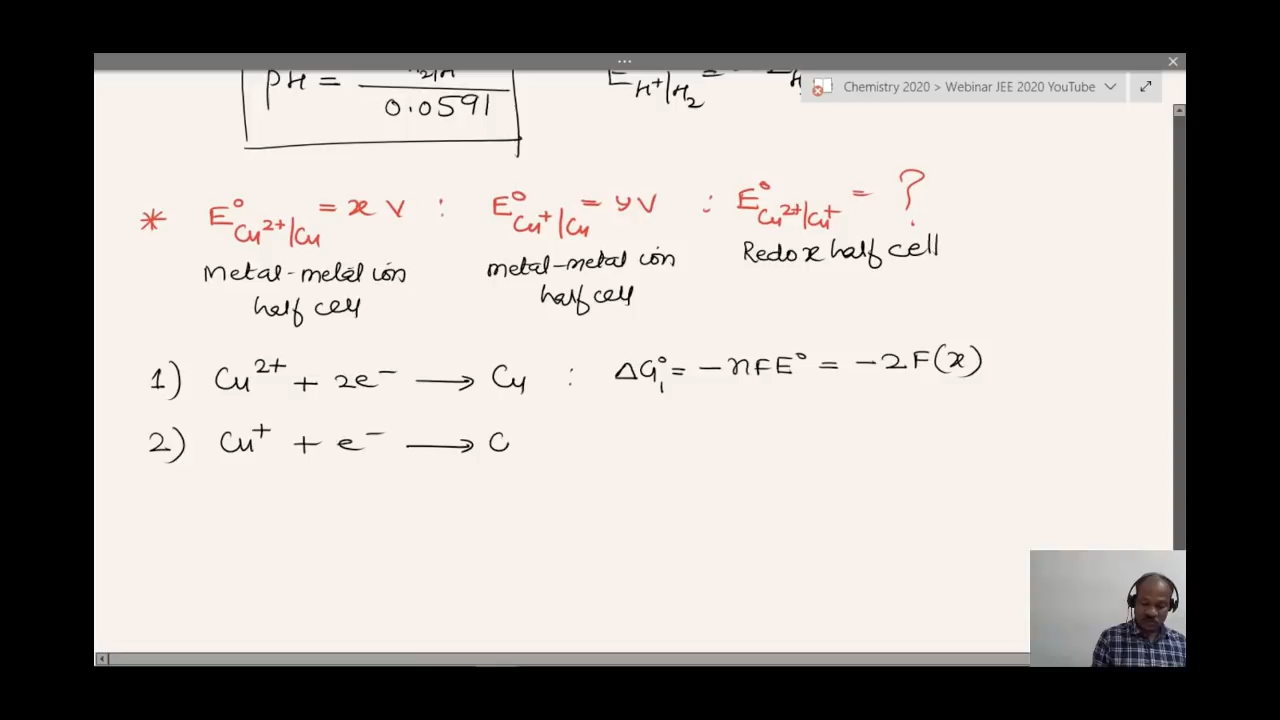 ...
Chemistry 2020 > Webinar JEE 2020 YouTube
pH =
0.0591
E H+/H2 =
* E° Cu2+/Cu = x V : E° Cu+/Cu = y V : E° Cu2+/Cu+ = ?
Metal-metal ion half cell
metal-metal ion half cell
Redox half cell
1) Cu2+ + 2e− → Cu : ΔG°1 = −nFE° = −2F(x)
2) Cu+ + e− → C